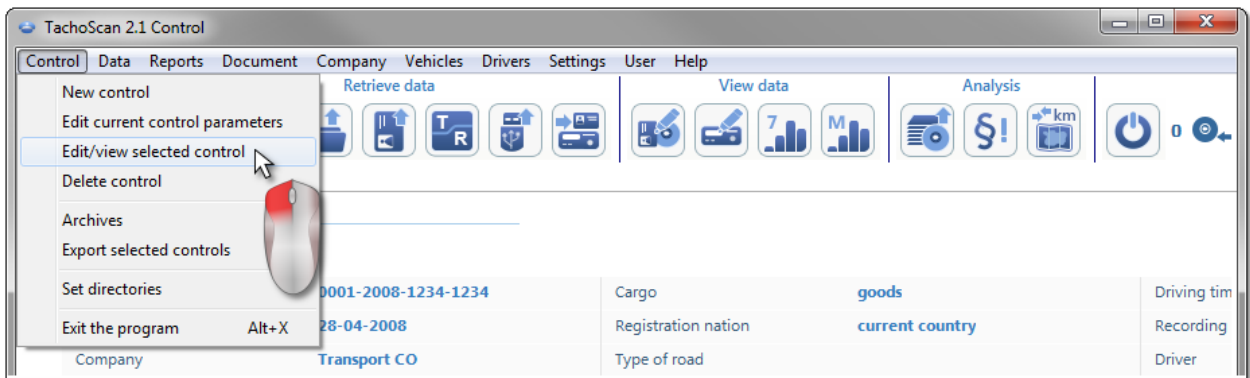 TachoScan 2.1 Control
Control Data Reports Document Company Vehicles Drivers Settings User Help
New control
Edit current control parameters
Edit/view selected control
Delete control
Archives
Export selected controls
Set directories
Exit the program Alt+X
Retrieve data View data Analysis
T R 7 M §! km 0
0001-2008-1234-1234 Cargo goods Driving tim
28-04-2008 Registration nation current country Recording
Company Transport CO Type of road Driver